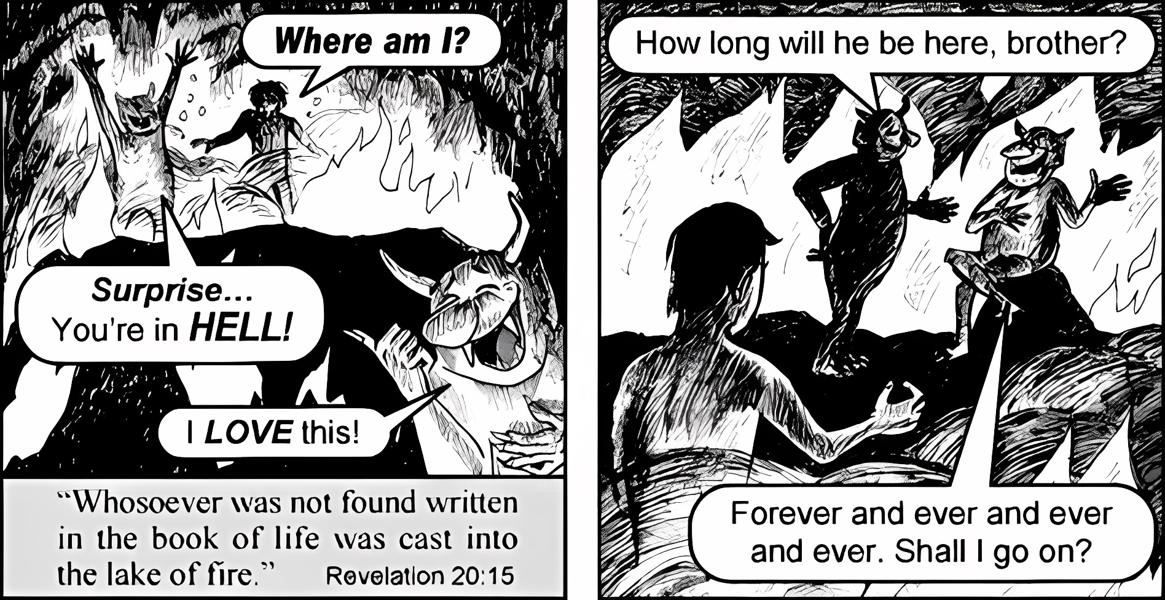 Where am I?
Surprise...
You're in HELL!
I LOVE this!
“Whosoever was not found written
in the book of life was cast into
the lake of fire.” Revelation 20:15
How long will he be here, brother?
Forever and ever and ever
and ever. Shall I go on?